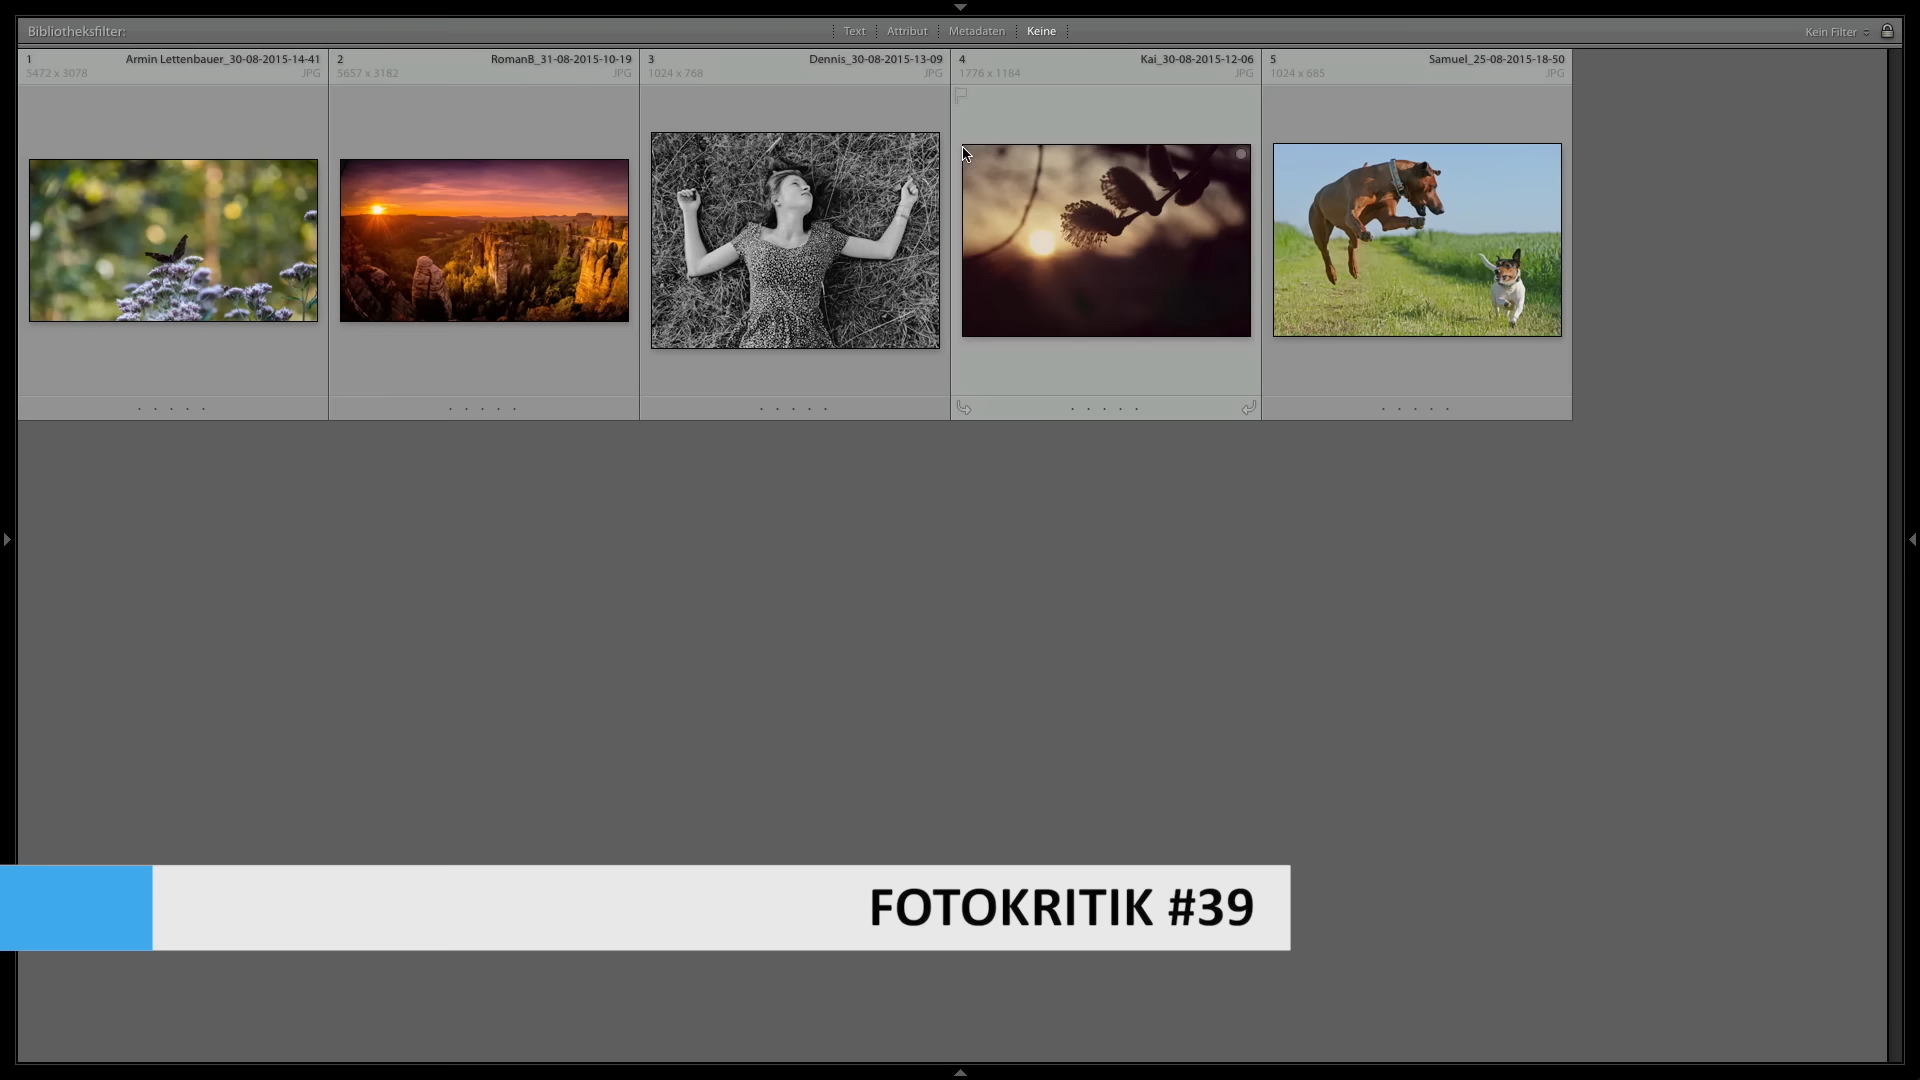 Bibliotheksfilter:
Text
Attribut
Metadaten
Keine
Kein Filter
1
Armin Lettenbauer_30-08-2015-14-41
5472 x 3078
JPG
2
RomanB_31-08-2015-10-19
5657 x 3182
JPG
3
Dennis_30-08-2015-13-09
1024 x 768
JPG
4
Kai_30-08-2015-12-06
1776 x 1184
JPG
5
Samuel_25-08-2015-18-50
1024 x 685
JPG
FOTOKRITIK #39